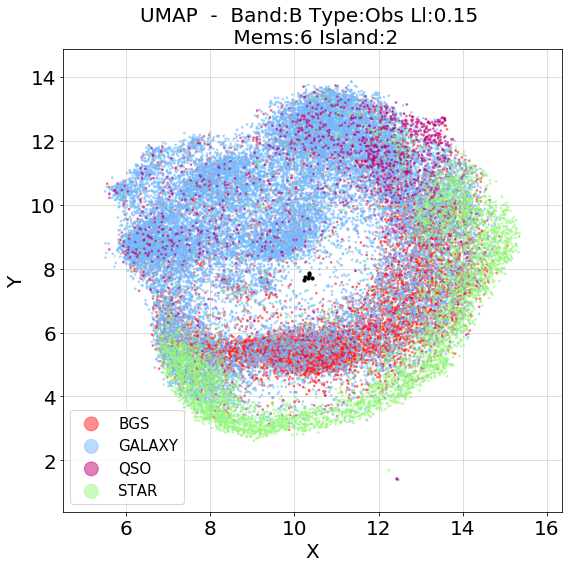 UMAP  -  Band:B Type:Obs Ll:0.15
Mems:6 Island:2
14
12
10
8
6
4
2
Y
BGS
GALAXY
QSO
STAR
6 8 10 12 14 16
X